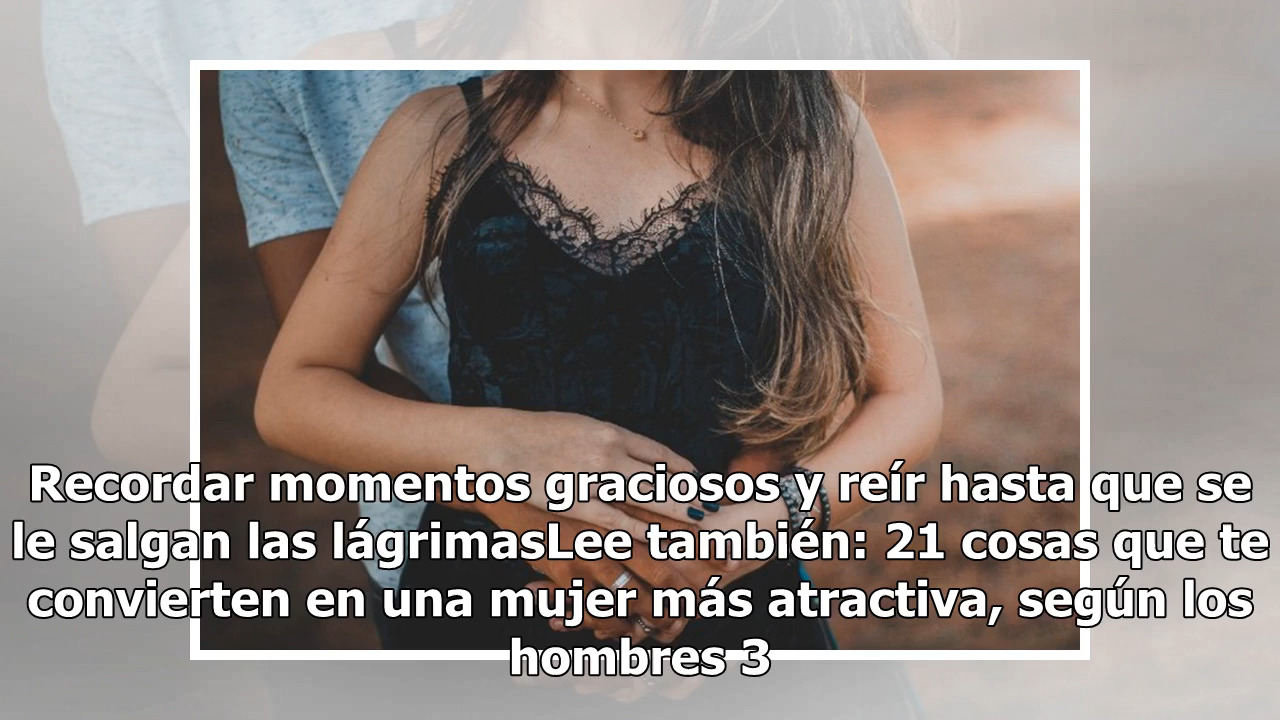 Recordar momentos graciosos y reír hasta que se
le salgan las lágrimasLee también: 21 cosas que te
convierten en una mujer más atractiva, según los
hombres 3